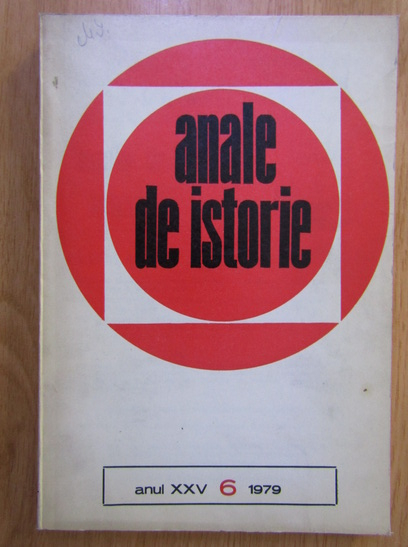 anale
de istorie
anul XXV 6 1979